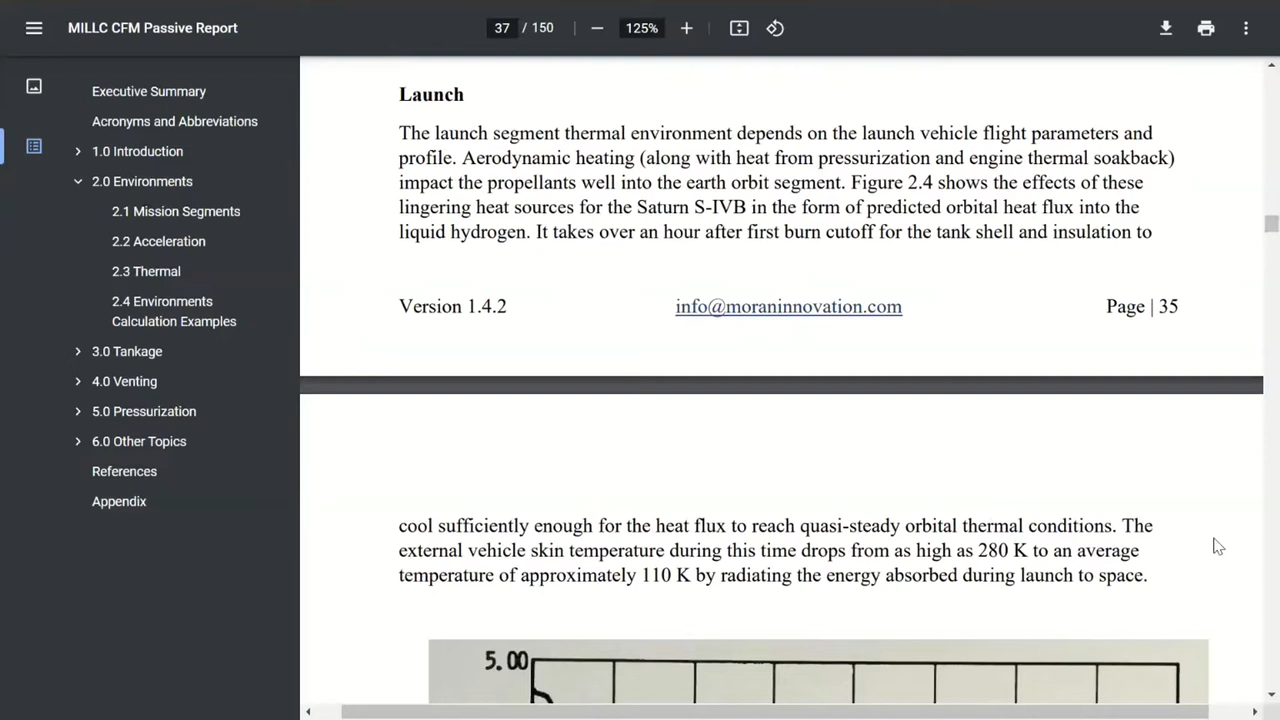 MILLC CFM Passive Report
37 / 150
125%
Executive Summary
Acronyms and Abbreviations
1.0 Introduction
2.0 Environments
2.1 Mission Segments
2.2 Acceleration
2.3 Thermal
2.4 Environments
Calculation Examples
3.0 Tankage
4.0 Venting
5.0 Pressurization
6.0 Other Topics
References
Appendix
Launch
The launch segment thermal environment depends on the launch vehicle flight parameters and
profile. Aerodynamic heating (along with heat from pressurization and engine thermal soakback)
impact the propellants well into the earth orbit segment. Figure 2.4 shows the effects of these
lingering heat sources for the Saturn S-IVB in the form of predicted orbital heat flux into the
liquid hydrogen. It takes over an hour after first burn cutoff for the tank shell and insulation to
Version 1.4.2 info@moraninnovation.com Page | 35
cool sufficiently enough for the heat flux to reach quasi-steady orbital thermal conditions. The
external vehicle skin temperature during this time drops from as high as 280 K to an average
temperature of approximately 110 K by radiating the energy absorbed during launch to space.
5.00